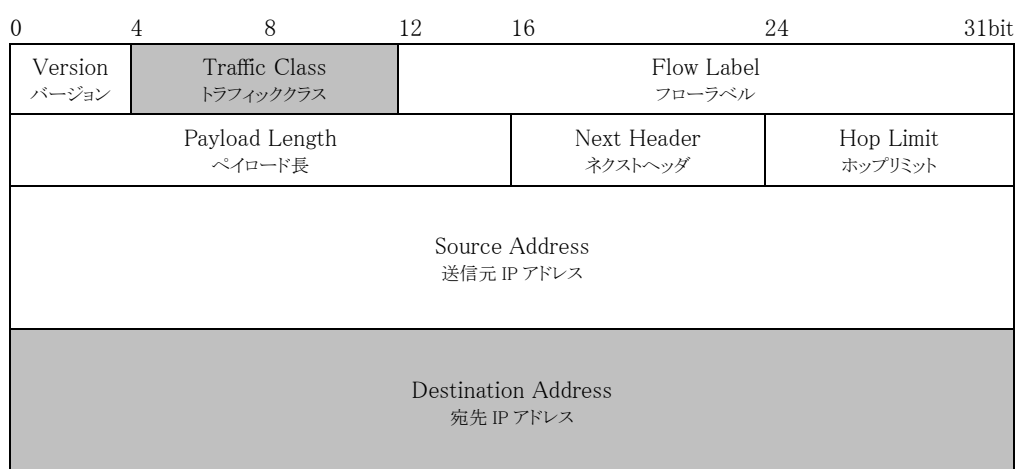 0 4 8 12 16 24 31bit
Version Traffic Class Flow Label
バージョン トラフィッククラス フローラベル
Payload Length Next Header Hop Limit
ペイロード長 ネクストヘッダ ホップリミット
Source Address
送信元 IP アドレス
Destination Address
宛先 IP アドレス